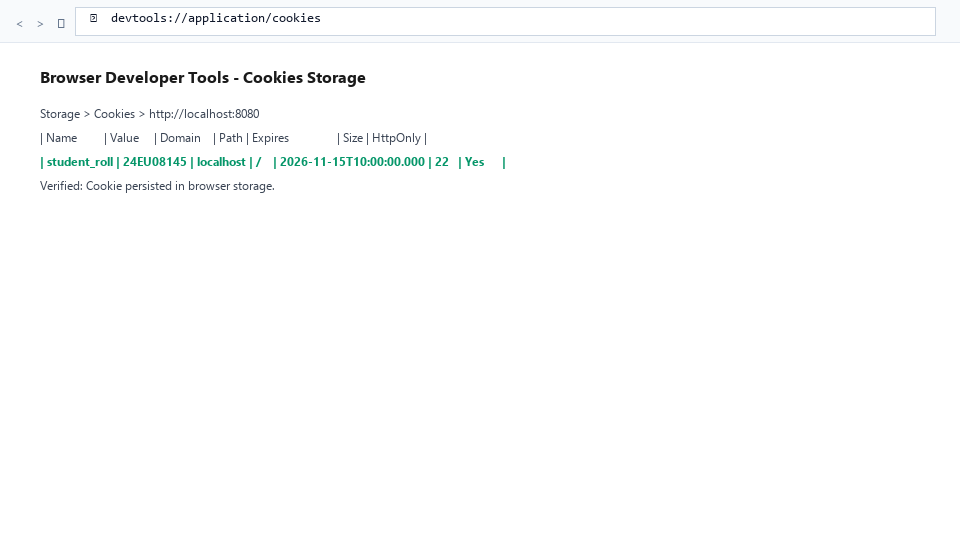 < >
devtools://application/cookies
Browser Developer Tools - Cookies Storage
Storage > Cookies > http://localhost:8080
| Name | Value | Domain | Path | Expires | Size | HttpOnly |
| student_roll | 24EU08145 | localhost | / | 2026-11-15T10:00:00.000 | 22 | Yes |
Verified: Cookie persisted in browser storage.